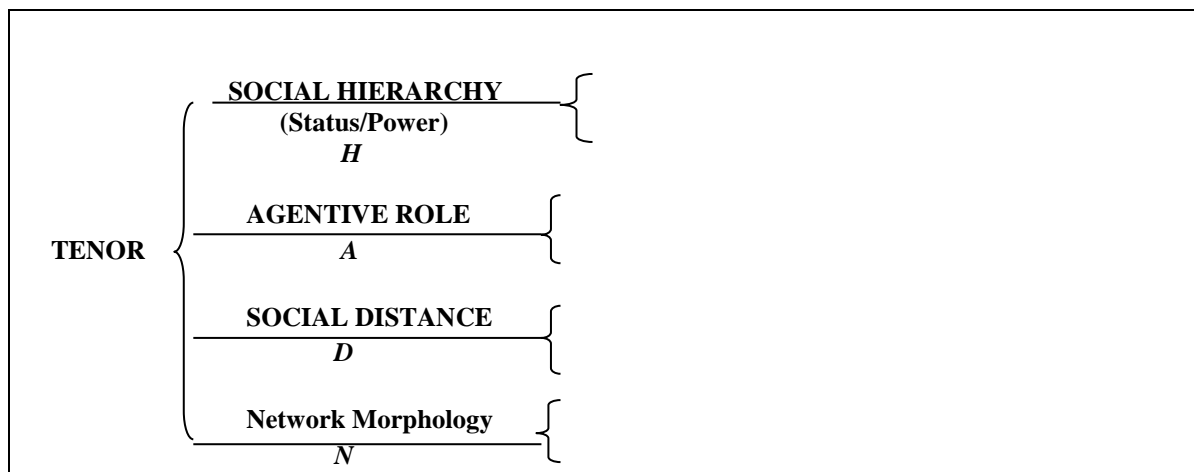 SOCIAL HIERARCHY
(Status/Power)
H
AGENTIVE ROLE
A
TENOR
SOCIAL DISTANCE
D
Network Morphology
N